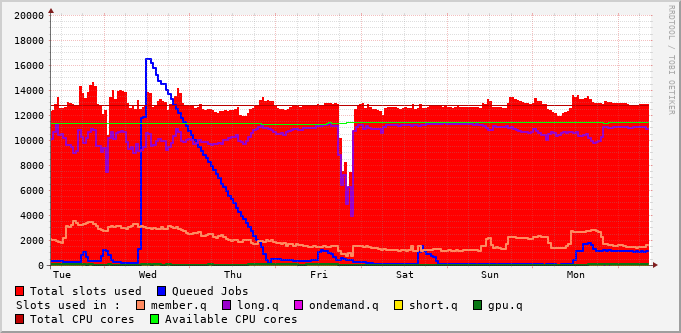 20000
18000
16000
14000
12000
10000
8000
6000
4000
2000
0
Tue Wed Thu Fri Sat Sun Mon
RRDTOOL / TOBI OETIKER
Total slots used Queued Jobs
Slots used in : member.q long.q ondemand.q short.q gpu.q
Total CPU cores Available CPU cores